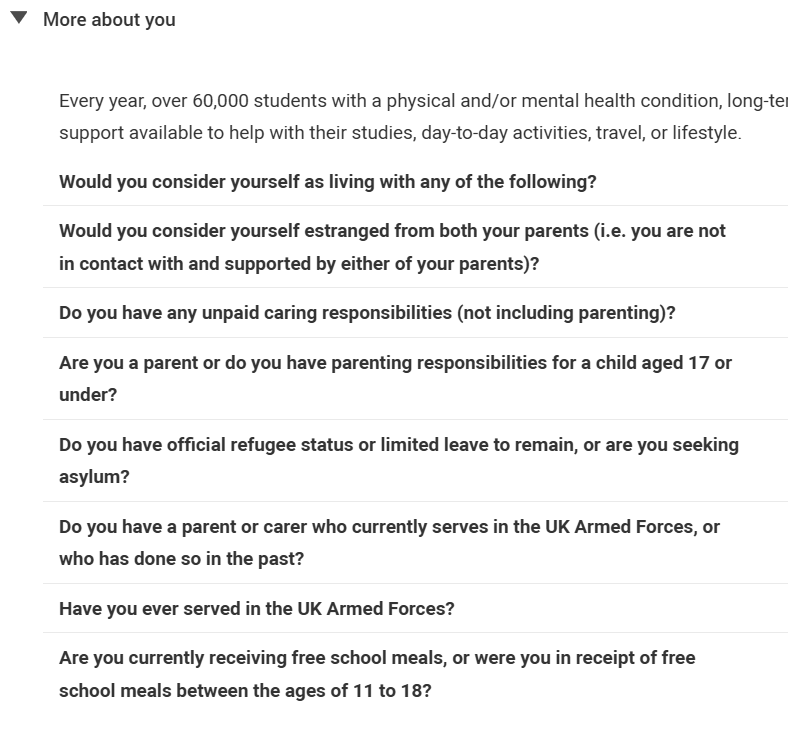 More about you
Every year, over 60,000 students with a physical and/or mental health condition, long-ter
support available to help with their studies, day-to-day activities, travel, or lifestyle.
Would you consider yourself as living with any of the following?
Would you consider yourself estranged from both your parents (i.e. you are not
in contact with and supported by either of your parents)?
Do you have any unpaid caring responsibilities (not including parenting)?
Are you a parent or do you have parenting responsibilities for a child aged 17 or
under?
Do you have official refugee status or limited leave to remain, or are you seeking
asylum?
Do you have a parent or carer who currently serves in the UK Armed Forces, or
who has done so in the past?
Have you ever served in the UK Armed Forces?
Are you currently receiving free school meals, or were you in receipt of free
school meals between the ages of 11 to 18?